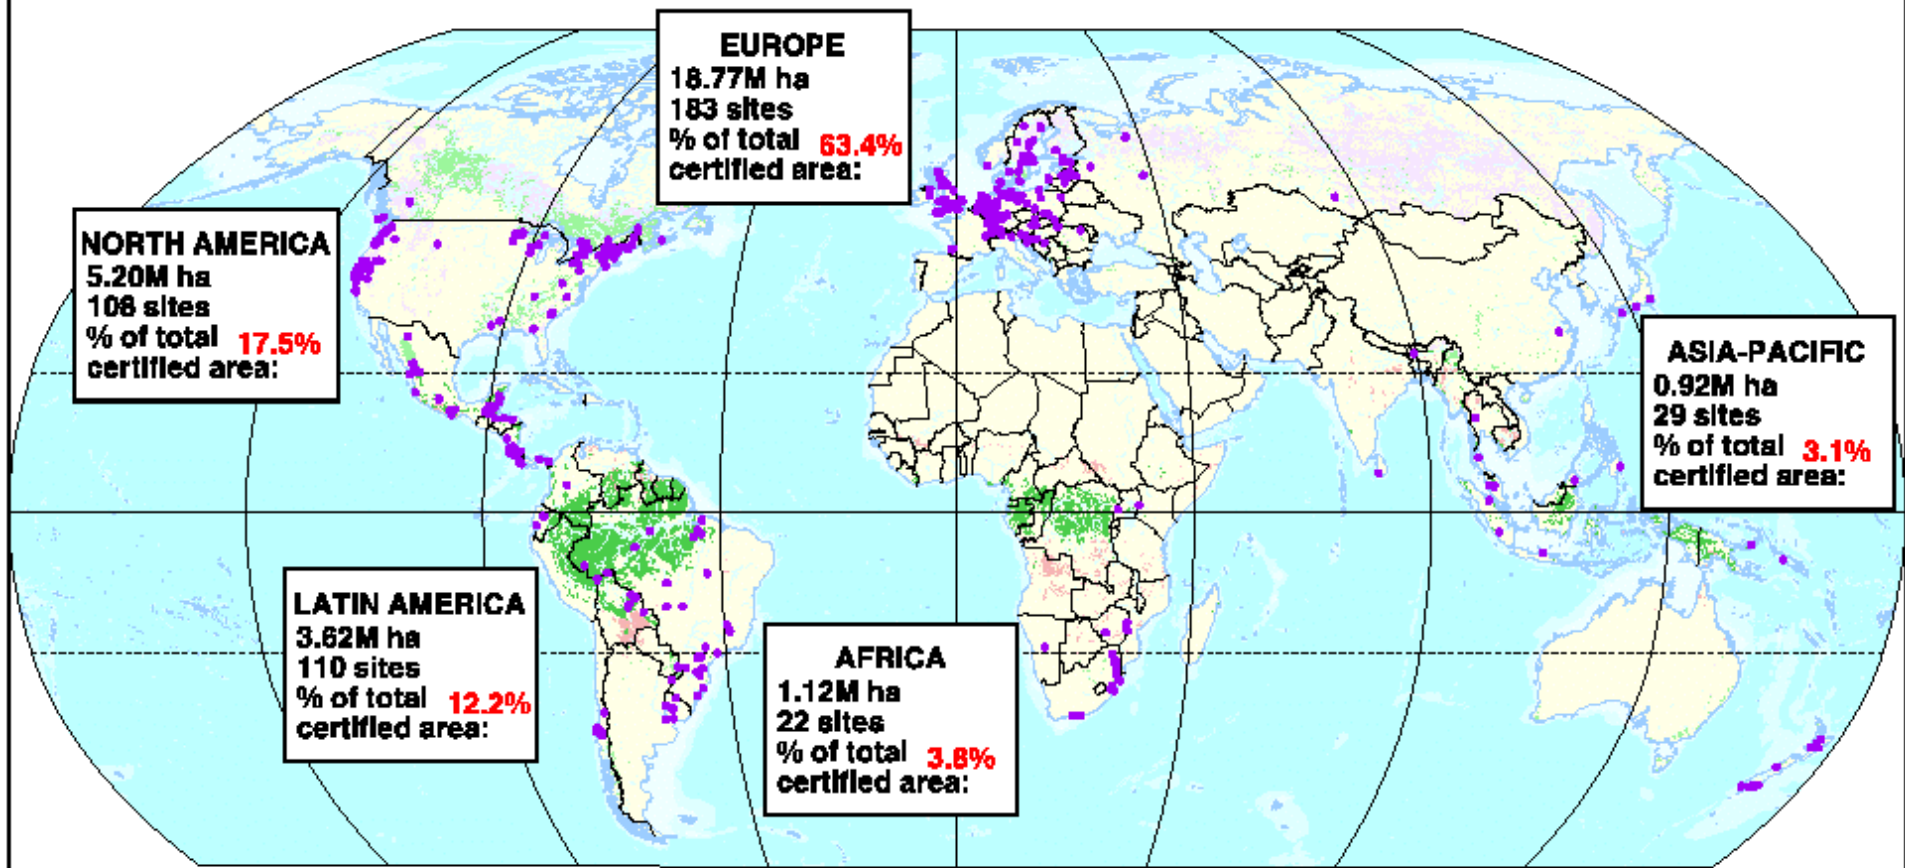 EUROPE
18.77M ha
183 sites
% of total 63.4%
certified area:
NORTH AMERICA
5.20M ha
108 sites
% of total 17.5%
certified area:
ASIA-PACIFIC
0.92M ha
29 sites
% of total 3.1%
certified area:
LATIN AMERICA
3.62M ha
110 sites
% of total 12.2%
certified area:
AFRICA
1.12M ha
22 sites
% of total 3.8%
certified area: